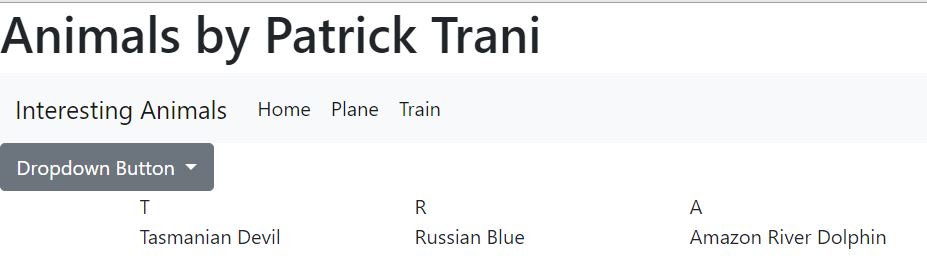 Animals by Patrick Trani
Interesting Animals Home Plane Train
Dropdown Button
T R A
Tasmanian Devil Russian Blue Amazon River Dolphin